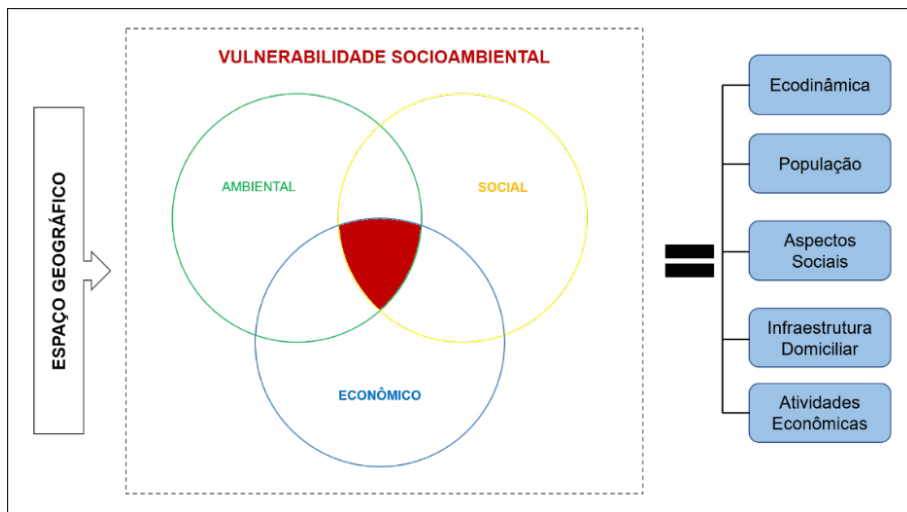 VULNERABILIDADE SOCIOAMBIENTAL
ESPAÇO GEOGRÁFICO
AMBIENTAL
SOCIAL
ECONÔMICO
Ecodinâmica
População
Aspectos
Sociais
Infraestrutura
Domiciliar
Atividades
Econômicas